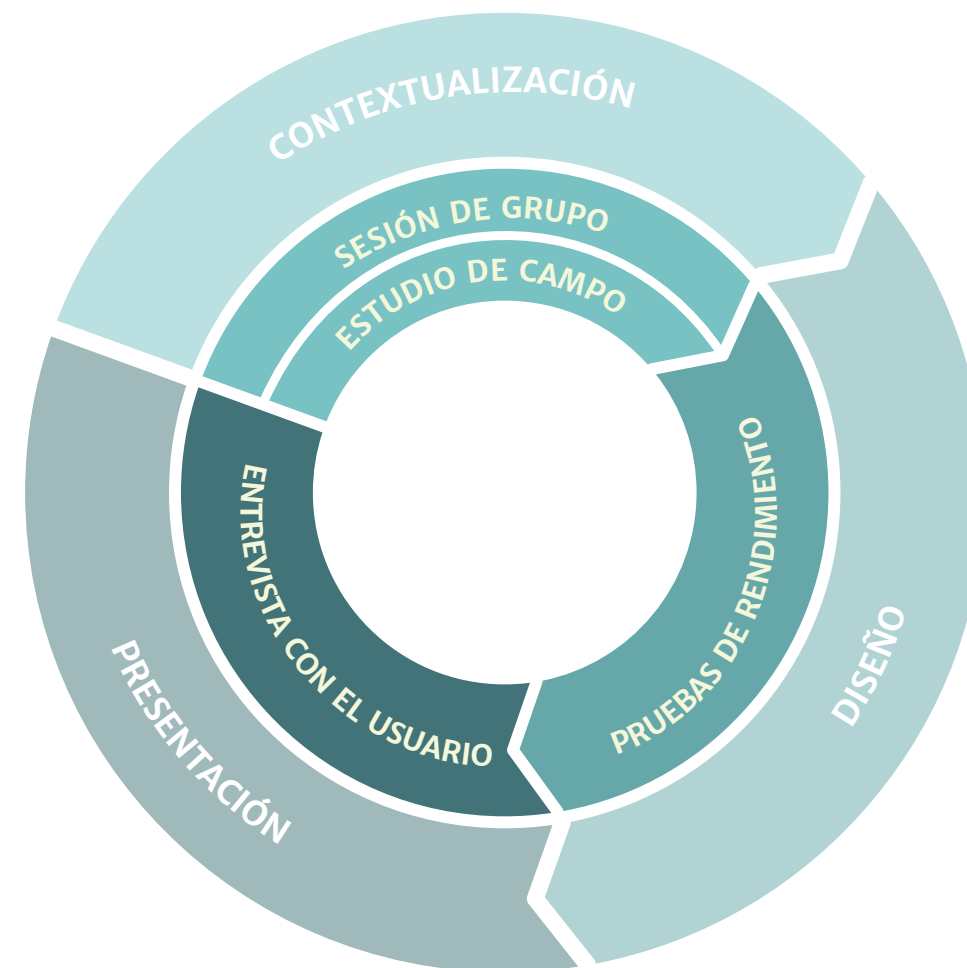 CONTEXTUALIZACIÓN
SESIÓN DE GRUPO
ESTUDIO DE CAMPO
PRUEBAS DE RENDIMIENTO
DISEÑO
ENTREVISTA CON EL USUARIO
PRESENTACIÓN